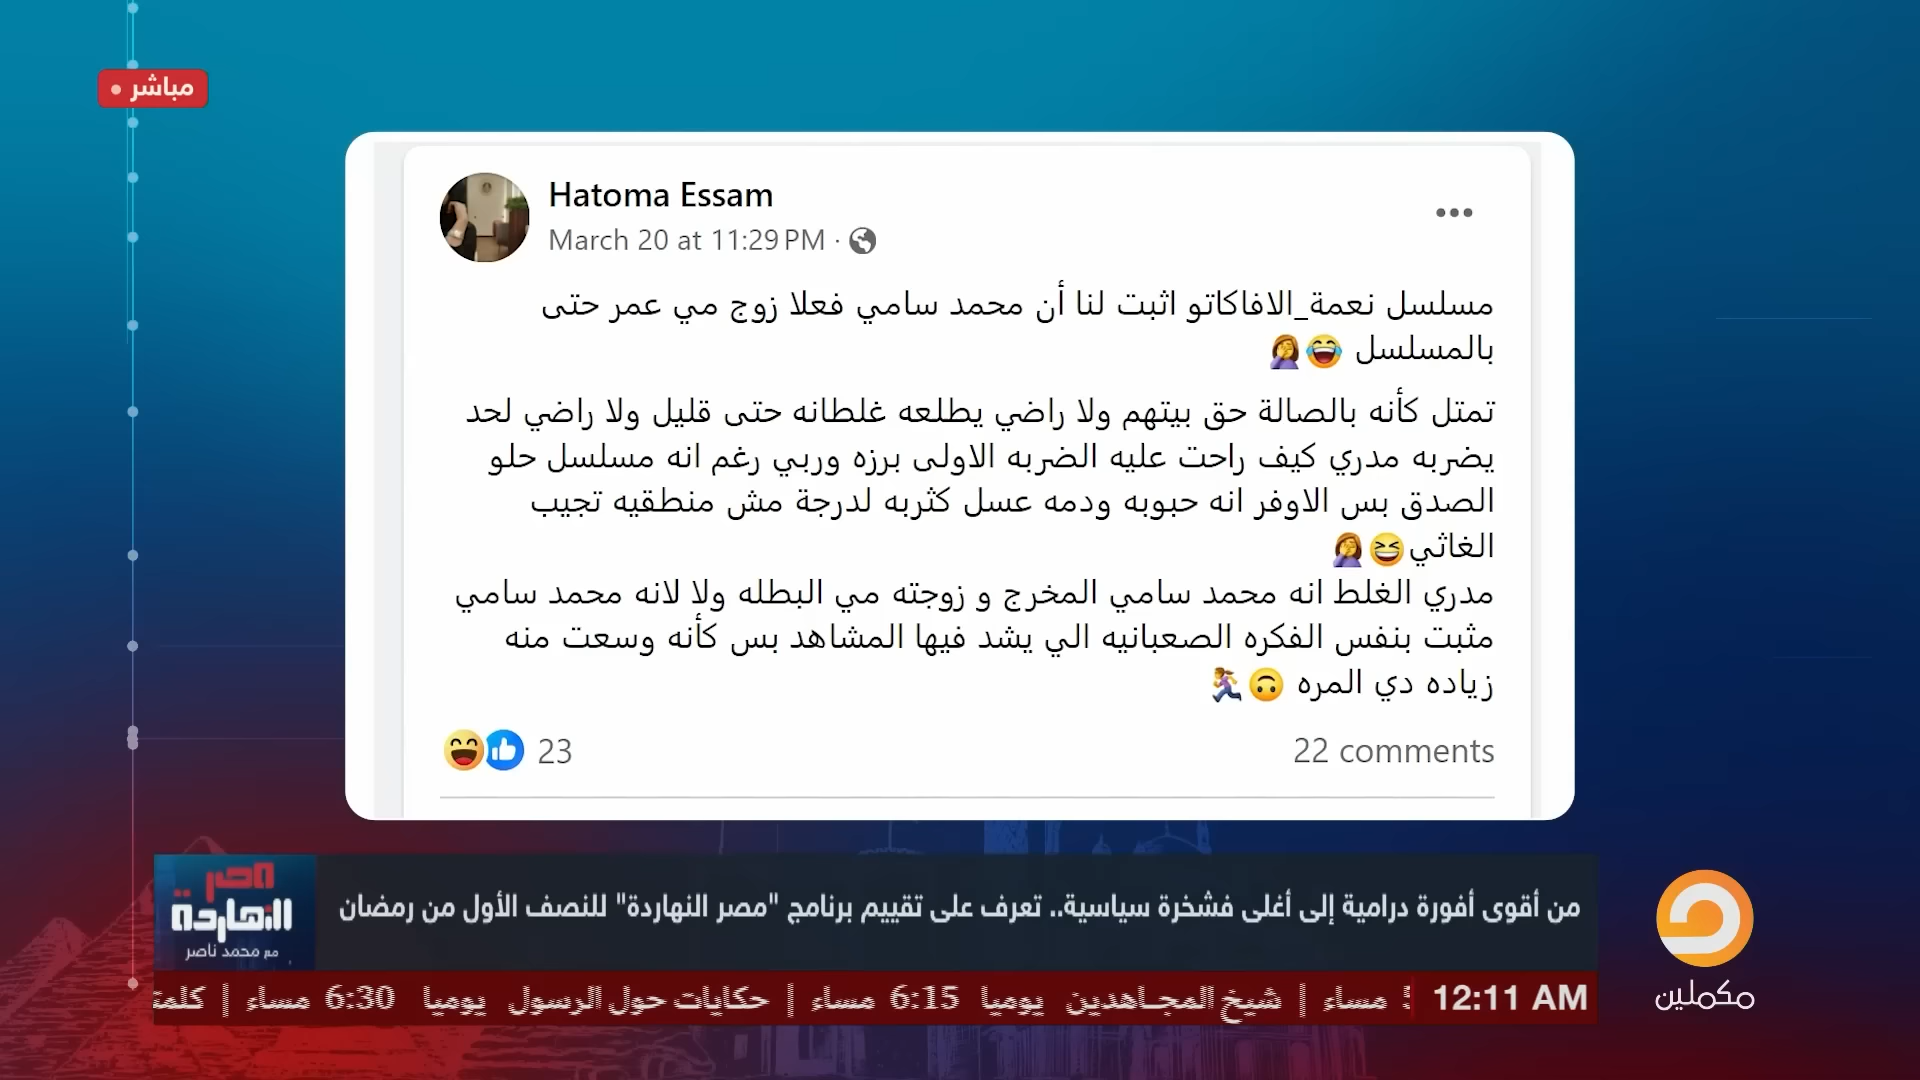 مباشر
Hatoma Essam
March 20 at 11:29 PM ·
مسلسل نعمة_الافاكاتو اثبت لنا أن محمد سامي فعلا زوج مي عمر حتى
بالمسلسل 😂🤦‍♀️
تمتل كأنه بالصالة حق بيتهم ولا راضي يطلعه غلطانه حتى قليل ولا راضي لحد
يضربه مدري كيف راحت عليه الضربه الاولى برزه وربي رغم انه مسلسل حلو
الصدق بس الاوفر انه حبوبه ودمه عسل كثربه لدرجة مش منطقيه تجيب
الغاثي😆🤦‍♀️
مدري الغلط انه محمد سامي المخرج و زوجته مي البطله ولا لانه محمد سامي
مثبت بنفس الفكره الصعبانيه الي يشد فيها المشاهد بس كأنه وسعت منه
زياده دي المره 🙃🏃‍♀️
23
22 comments
مصر النهاردة
مع محمد ناصر
من أقوى أفورة درامية إلى أغلى فشخرة سياسية.. تعرف على تقييم برنامج "مصر النهاردة" للنصف الأول من رمضان
12:11 AM
مساء | شيخ المجاهدين يوميا 6:15 مساء | حكايات حول الرسول يوميا 6:30 مساء |
مكملين